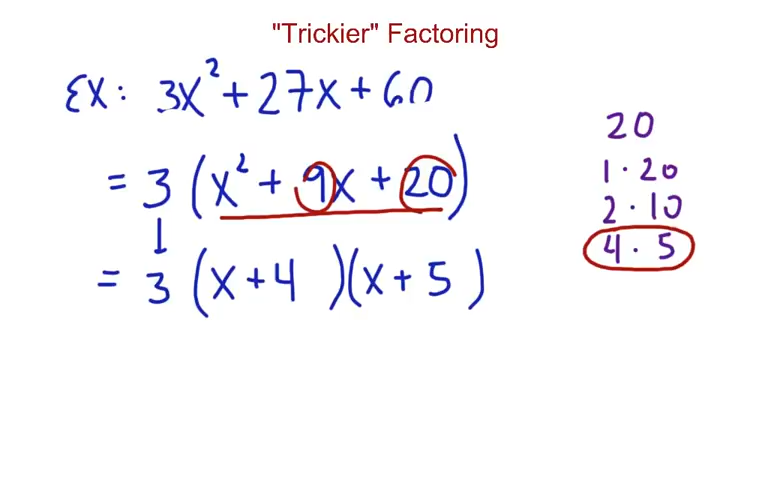 "Trickier" Factoring
EX: 3x² + 27x + 60
= 3 (x² + 9x + 20)
= 3 (x + 4 )(x + 5 )
20
1 · 20
2 · 10
4 · 5